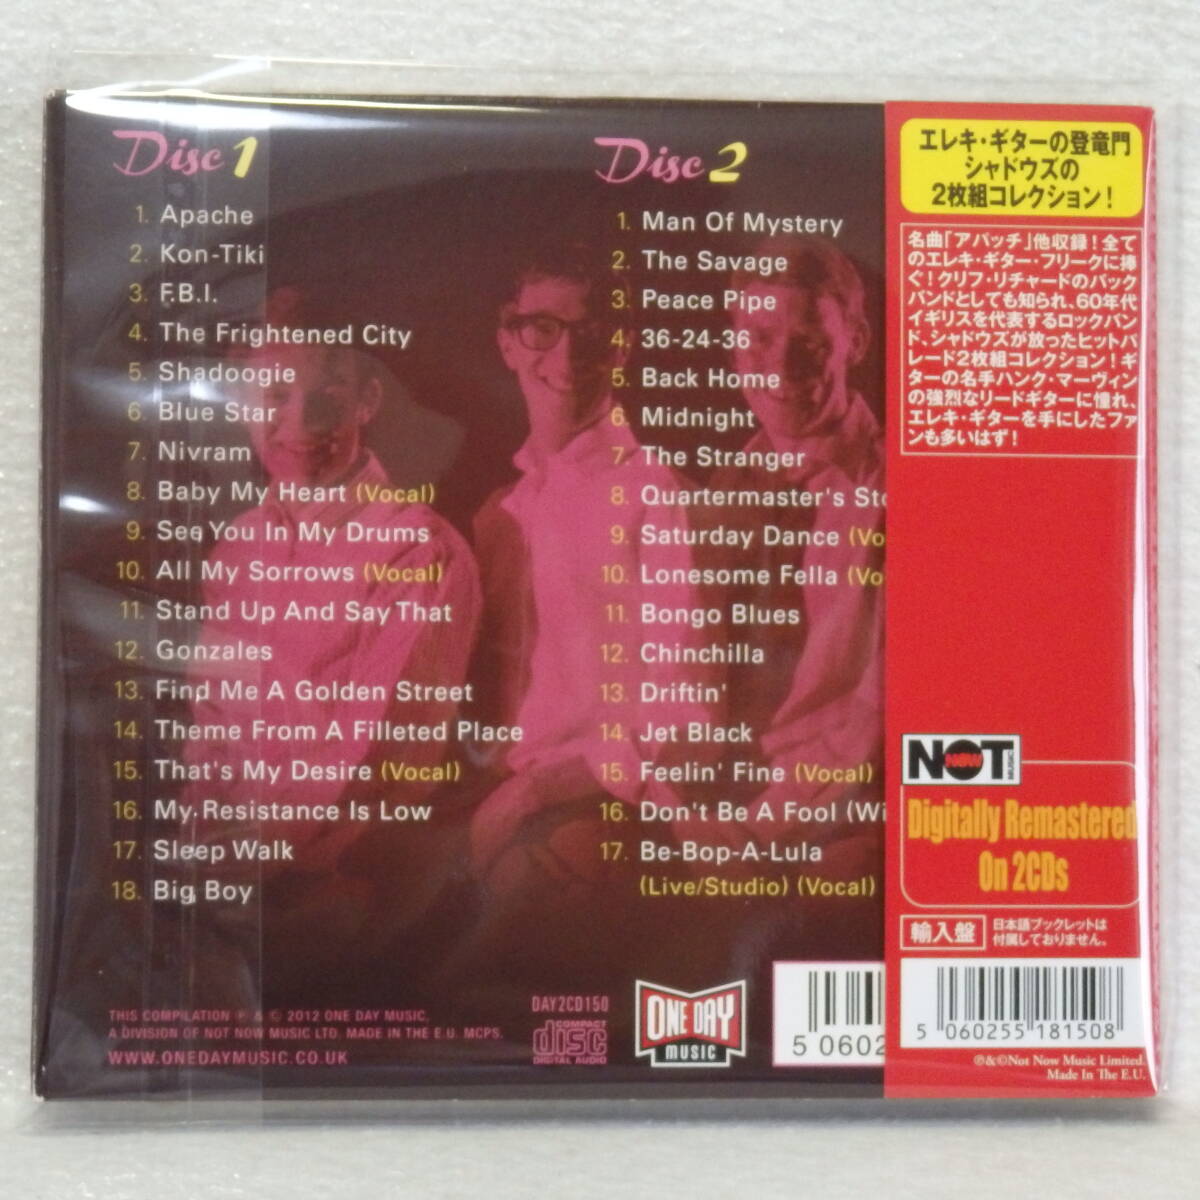 Disc 1
1. Apache
2. Kon-Tiki
3. F.B.I.
4. The Frightened City
5. Shadoogie
6. Blue Star
7. Nivram
8. Baby My Heart (Vocal)
9. See You In My Drums
10. All My Sorrows (Vocal)
11. Stand Up And Say That
12. Gonzales
13. Find Me A Golden Street
14. Theme From A Filleted Place
15. That's My Desire (Vocal)
16. My Resistance Is Low
17. Sleep Walk
18. Big Boy
Disc 2
1. Man Of Mystery
2. The Savage
3. Peace Pipe
4. 36-24-36
5. Back Home
6. Midnight
7. The Stranger
8. Quartermaster's Sto
9. Saturday Dance (Vo
10. Lonesome Fella (Vo
11. Bongo Blues
12. Chinchilla
13. Driftin'
14. Jet Black
15. Feelin' Fine (Vocal)
16. Don't Be A Fool (Wi
17. Be-Bop-A-Lula
(Live/Studio) (Vocal)
THIS COMPILATION ℗ & © 2012 ONE DAY MUSIC,
A DIVISION OF NOT NOW MUSIC LTD. MADE IN THE E.U. MCPS.
WWW.ONEDAYMUSIC.CO.UK
DAY2CD150
COMPACT
disc
DIGITAL AUDIO
ONE DAY
MUSIC
5 0602
エレキ・ギターの登竜門
シャドウズの
2枚組コレクション!
名曲「アパッチ」他収録!全て
のエレキ・ギター・フリークに捧
ぐ!クリフ・リチャードのバック
バンドとしても知られ、60年代
イギリスを代表するロックバン
ド、シャドウズが放ったヒットパ
レード2枚組コレクション!ギ
ターの名手ハンク・マーヴィン
の強烈なリードギターに憧れ、
エレキ・ギターを手にしたファ
ンも多いはず!
NOT NOW MUSIC
Digitally Remastered
On 2CDs
輸入盤
日本語ブックレットは
付属しておりません。
5 060255 181508
℗&©Not Now Music Limited.
Made In The E.U.